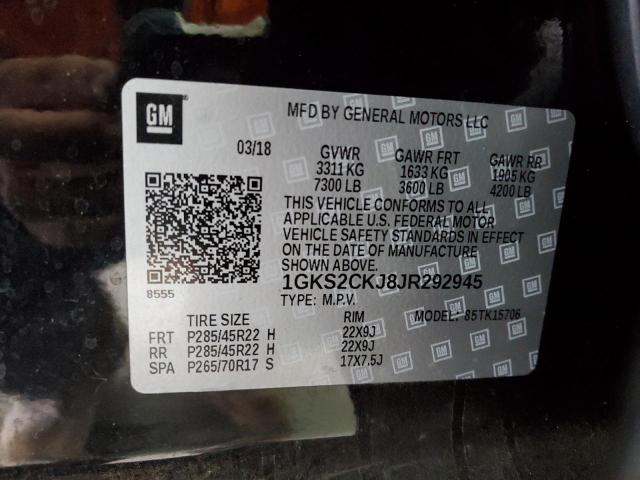 GM
MFD BY GENERAL MOTORS LLC
03/18 GVWR GAWR FRT GAWR RR
3311 KG 1633 KG 1905 KG
7300 LB 3600 LB 4200 LB
THIS VEHICLE CONFORMS TO ALL
APPLICABLE U.S. FEDERAL MOTOR
VEHICLE SAFETY STANDARDS IN EFFECT
ON THE DATE OF MANUFACTURE
SHOWN ABOVE.
8555
1GKS2CKJ8JR292945
TYPE: M.P.V. MODEL: 85TK15706
TIRE SIZE RIM
FRT P285/45R22 H 22X9J
RR P285/45R22 H 22X9J
SPA P265/70R17 S 17X7.5J